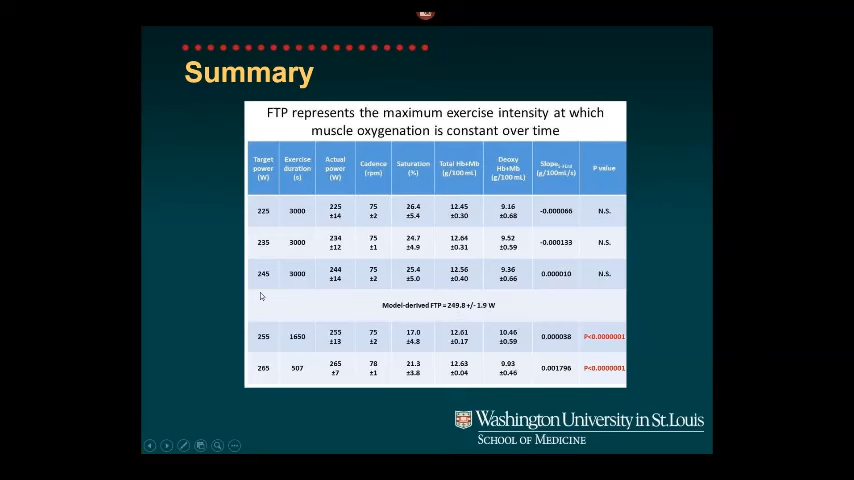 Summary
FTP represents the maximum exercise intensity at which
muscle oxygenation is constant over time
Target power (W) Exercise duration (s) Actual power (W) Cadence (rpm) Saturation (%) Total Hb+Mb (g/100 mL) Deoxy Hb+Mb (g/100 mL) (g/100mL/s) P value
225 3000 225 ±14 75 ±2 26.4 ±5.4 12.45 ±0.30 9.16 ±0.68 -0.000066 N.S.
235 3000 234 ±12 75 ±1 24.7 ±4.9 12.64 ±0.31 9.52 ±0.59 -0.000133 N.S.
245 3000 244 ±14 75 ±2 25.4 ±5.0 12.56 ±0.40 9.36 ±0.66 0.000010 N.S.
Model-derived FTP = 249.8 +/- 1.9 W
255 1650 255 ±13 75 ±2 17.0 ±4.8 12.61 ±0.17 10.46 ±0.59 0.000038 P<0.0000001
265 507 265 ±7 78 ±1 21.3 ±3.8 12.63 ±0.04 9.93 ±0.46 0.001796 P<0.0000001
Washington University in St. Louis
SCHOOL OF MEDICINE